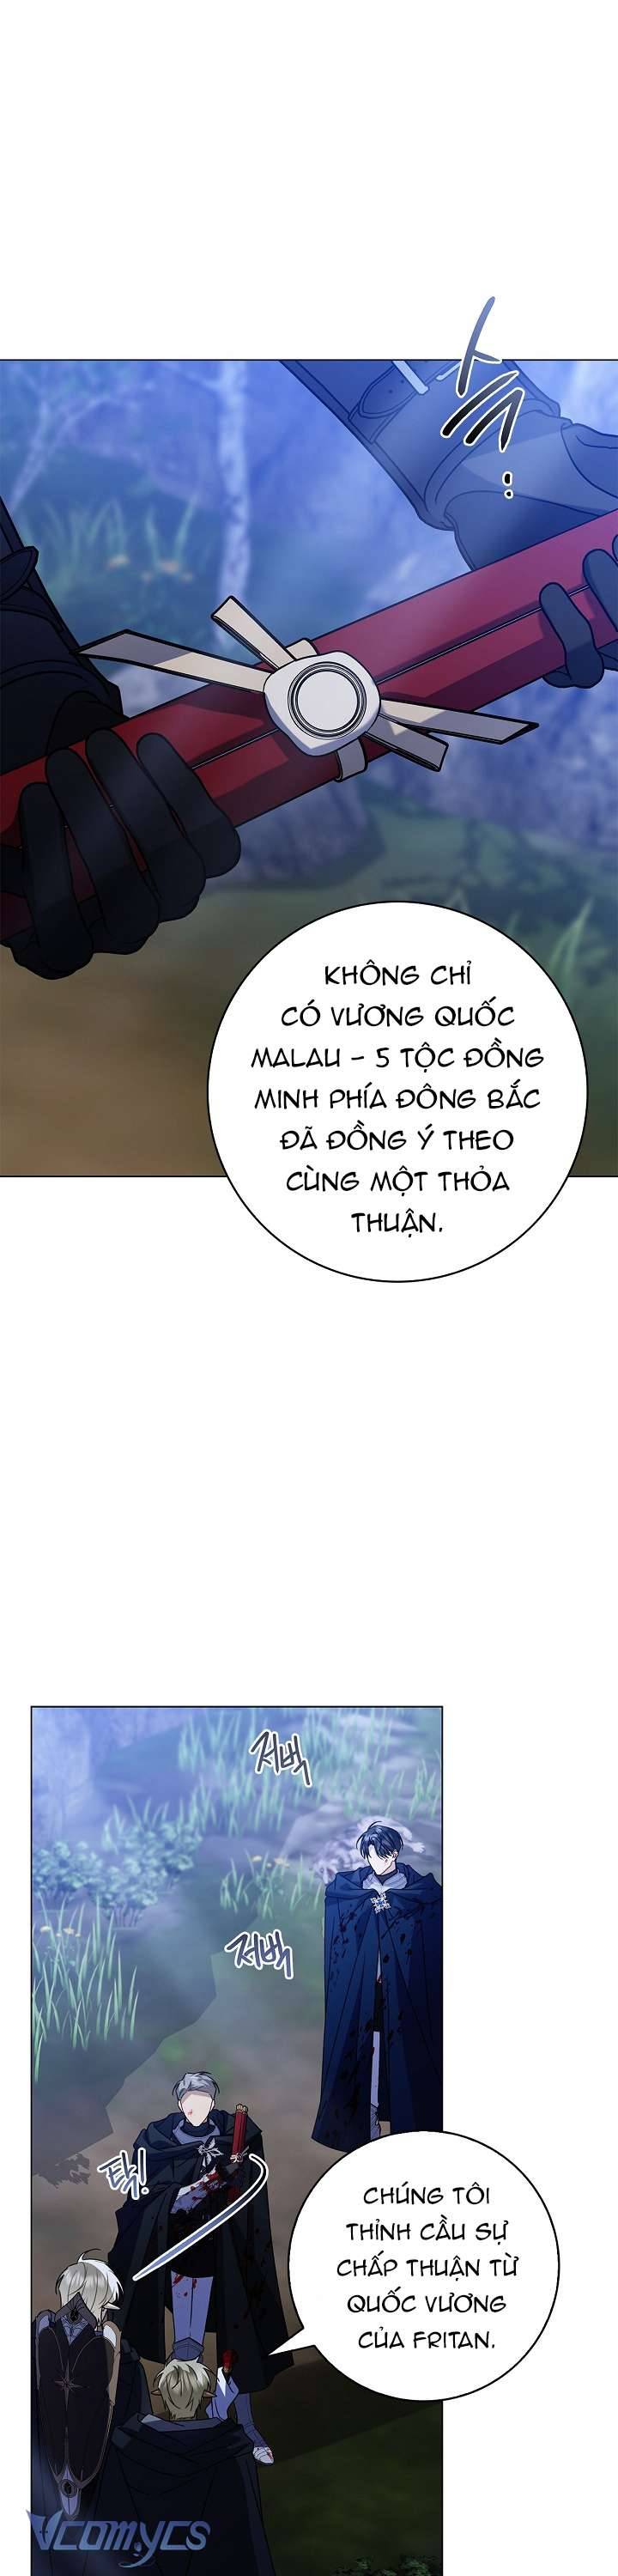 KHÔNG CHỈ
CÓ VƯƠNG QUỐC
MALAU - 5 TỘC ĐỒNG
MINH PHÍA ĐÔNG BẮC
ĐÃ ĐỒNG Ý THEO
CÙNG MỘT THỎA
THUẬN.
저벅
저벅
탁!
CHÚNG TÔI
THỈNH CẦU SỰ
CHẤP THUẬN TỪ
QUỐC VƯƠNG
CỦA FRITAN.
VCOMYCS